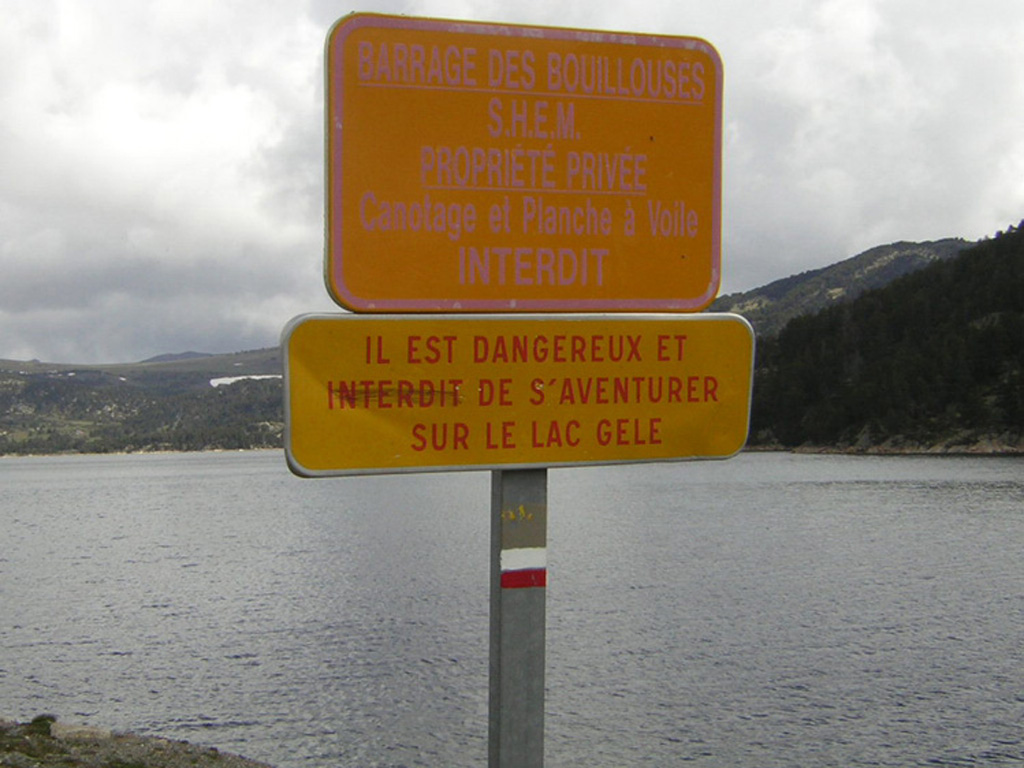 BARRAGE DES BOUILLOUSES
S.H.E.M.
PROPRIÉTÉ PRIVÉE
Canotage et Planche à Voile
INTERDIT
IL EST DANGEREUX ET
INTERDIT DE S'AVENTURER
SUR LE LAC GELE